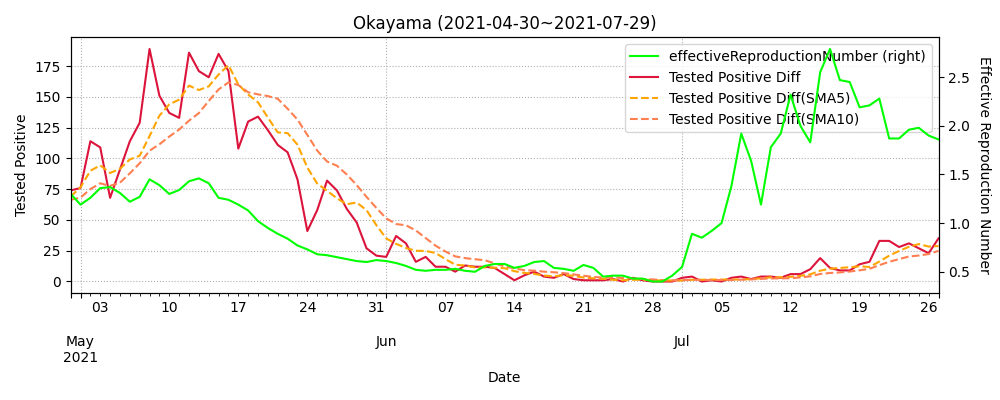 Okayama (2021-04-30~2021-07-29)
effectiveReproductionNumber (right)
Tested Positive Diff
Tested Positive Diff(SMA5)
Tested Positive Diff(SMA10)
Tested Positive
175
150
125
100
75
50
25
0
2.5
2.0
1.5
1.0
0.5
Effective Reproduction Number
03 10 17 24 31 07 14 21 28 05 12 19 26
May Jun Jul
2021
Date